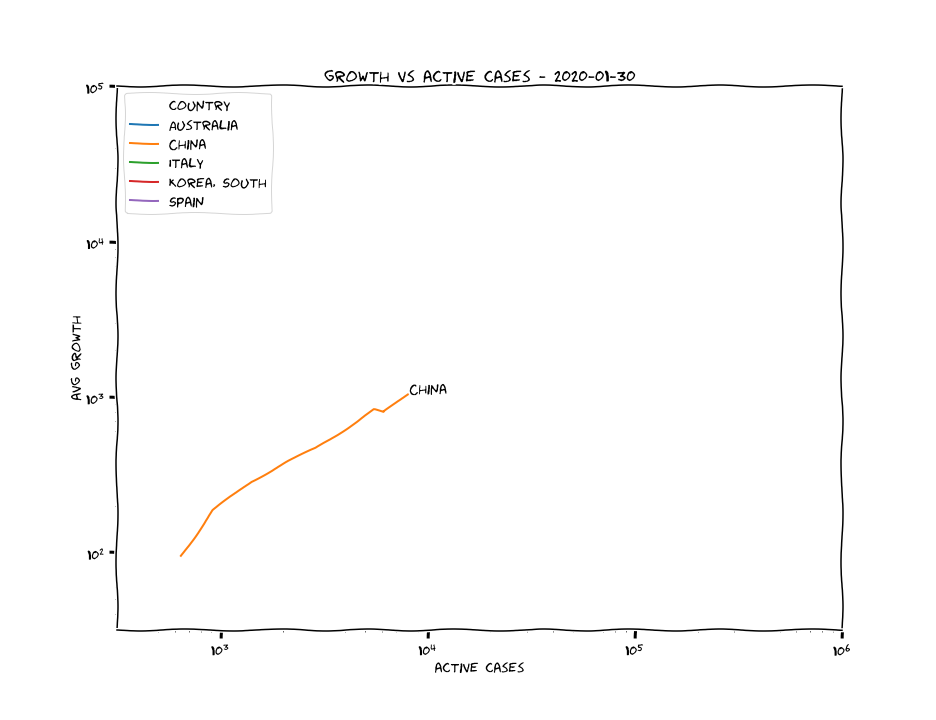 GROWTH VS ACTIVE CASES - 2020-01-30
10⁵
COUNTRY
AUSTRALIA
CHINA
ITALY
KOREA, SOUTH
SPAIN
10⁴
AVG GROWTH
10³
CHINA
10²
10³ 10⁴ 10⁵ 10⁶
ACTIVE CASES